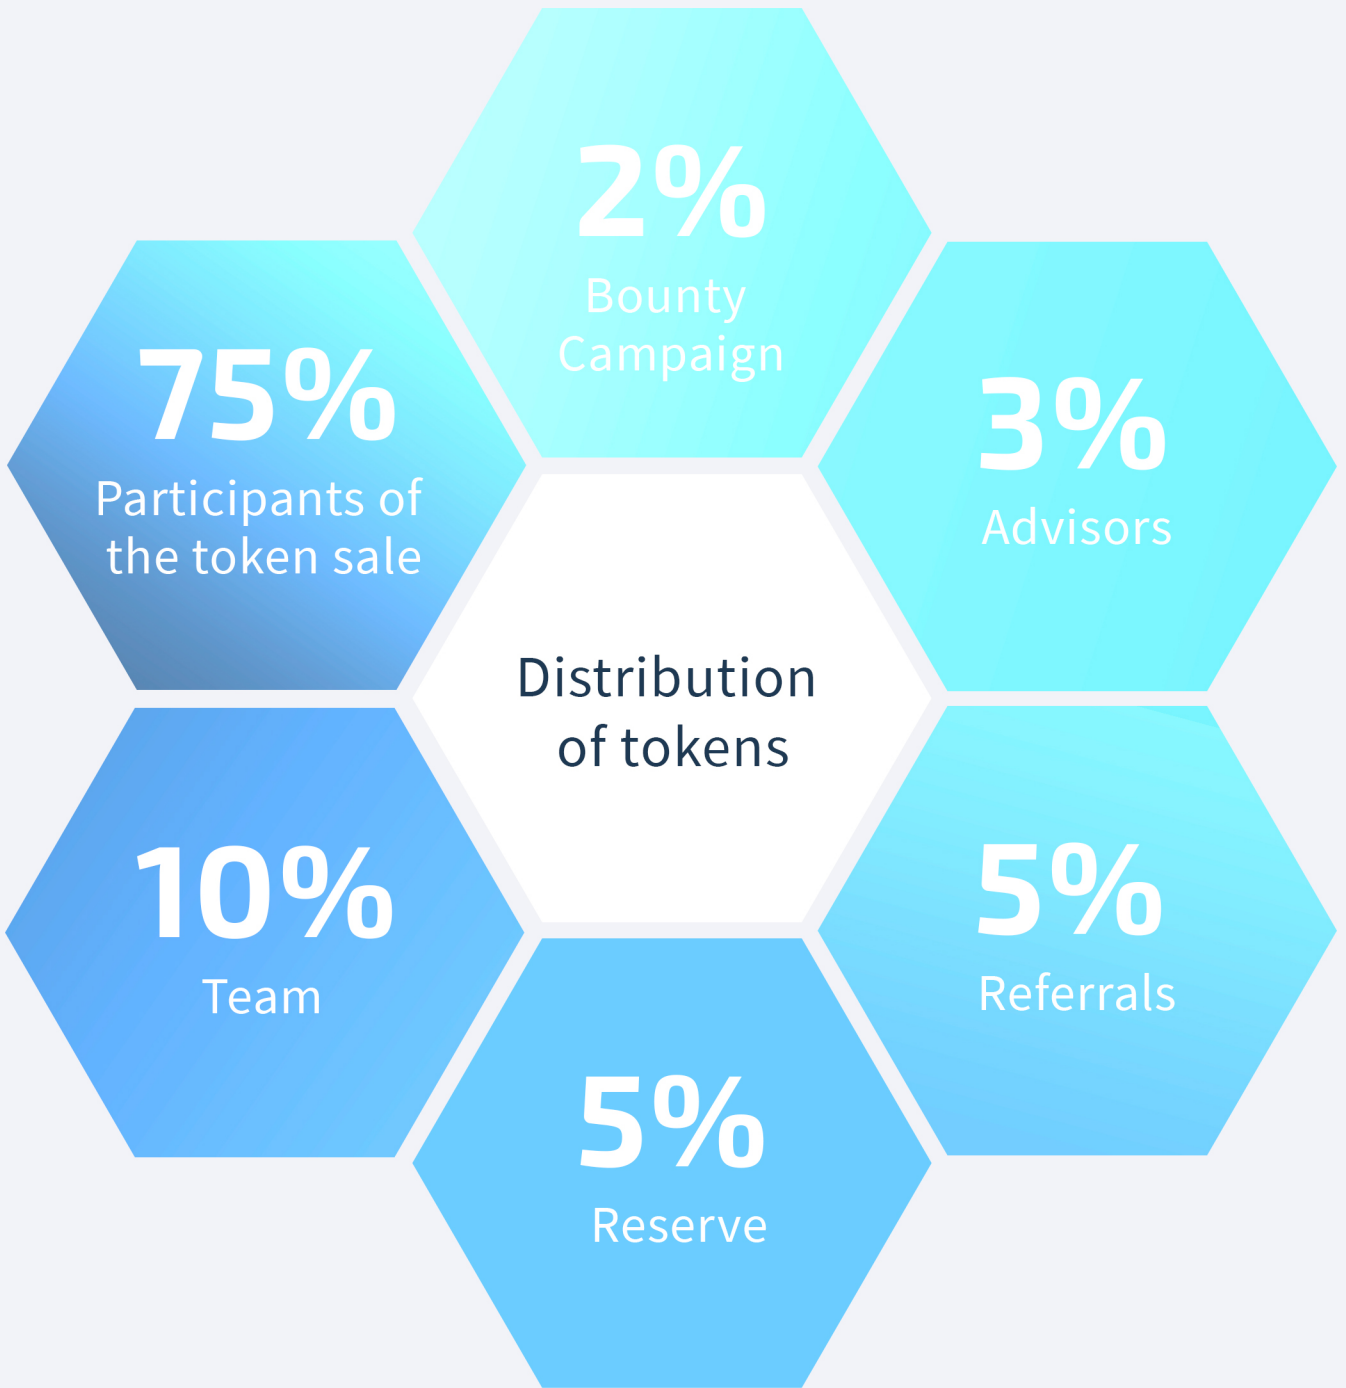 2%
Bounty
Campaign
75%
Participants of
the token sale
3%
Advisors
Distribution
of tokens
10%
Team
5%
Referrals
5%
Reserve